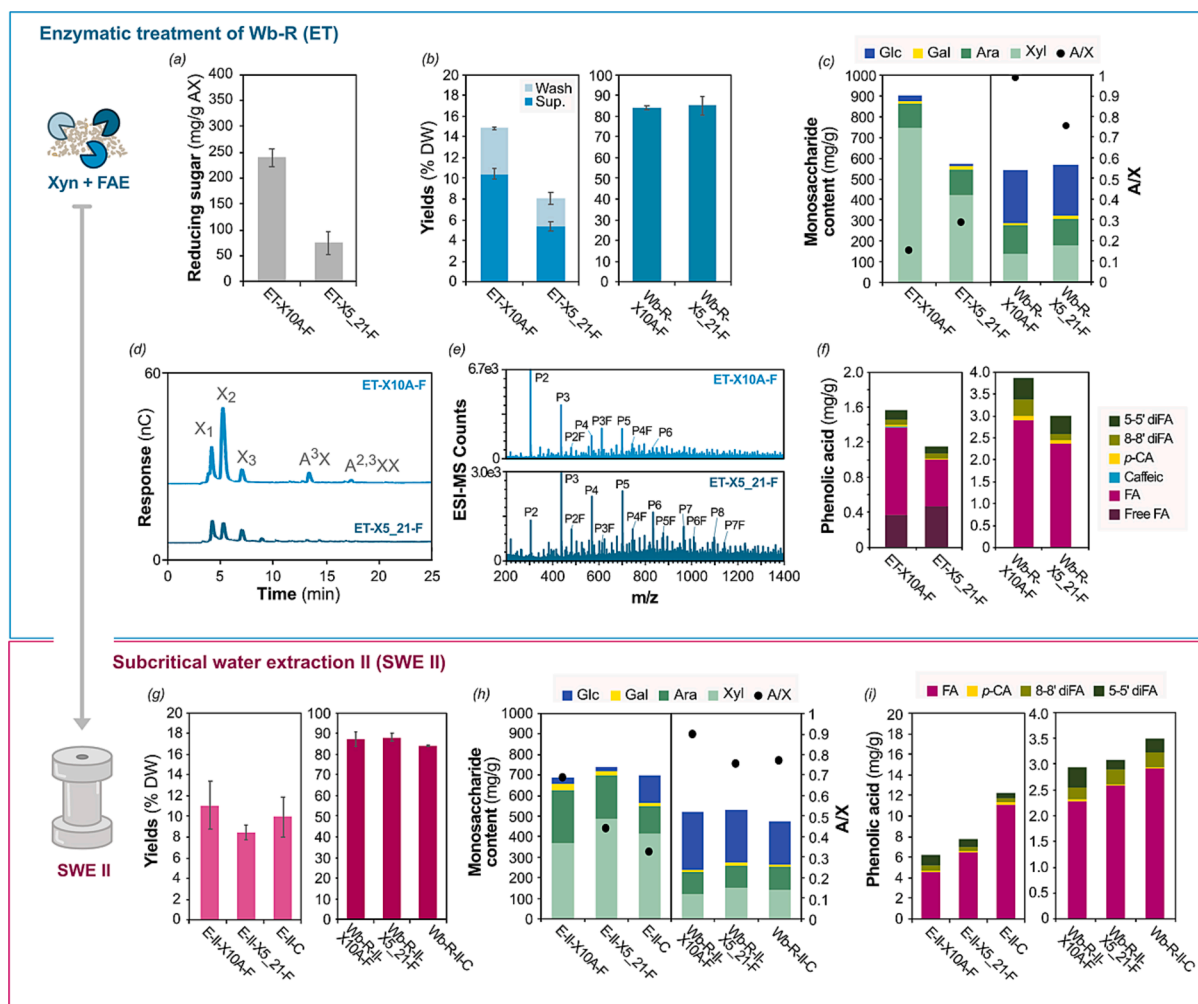 Enzymatic treatment of Wb-R (ET)
Xyn + FAE
(a)
Reducing sugar (mg/g AX)
400
350
300
250
200
150
100
50
0
ET-X10A-F
ET-X5_21-F
(b)
Yields (% DW)
20
18
16
14
12
10
8
6
4
2
0
Wash
Sup.
ET-X10A-F
ET-X5_21-F
100
90
80
70
60
50
40
30
20
10
0
Wb-R-
X10A-F
Wb-R-
X5_21-F
(c)
Glc Gal Ara Xyl A/X
Monosaccharide
content (mg/g)
1000
900
800
700
600
500
400
300
200
100
0
1
0.9
0.8
0.7
0.6
0.5
0.4
0.3
0.2
0.1
0
A/X
ET-X10A-F
ET-X5_21-F
Wb-R-
X10A-F
Wb-R-
X5_21-F
(d)
Response (nC)
60
0
ET-X10A-F
X1
X2
X3
A3X
A2,3XX
ET-X5_21-F
0 5 10 15 20 25
Time (min)
(e)
ESI-MS Counts
6.7e3
ET-X10A-F
P2
P3
P4
P2F
P3F
P5
P4F
P6
3.0e3
ET-X5_21-F
P2
P3
P2F
P4
P3F
P5
P4F
P6
P5F
P7
P6F
P8
P7F
200 400 600 800 1000 1200 1400
m/z
(f)
Phenolic acid (mg/g)
2.0
1.6
1.2
0.8
0.4
0
ET-X10A-F
ET-X5_21-F
4.0
3.5
3.0
2.5
2.0
1.5
1.0
0.5
0.0
Wb-R-
X10A-F
Wb-R-
X5_21-F
5-5' diFA
8-8' diFA
p-CA
Caffeic
FA
Free FA
Subcritical water extraction II (SWE II)
SWE II
(g)
Yields (% DW)
20
18
16
14
12
10
8
6
4
2
0
E-II-X10A-F
E-II-X5_21-F
E-II-C
100
90
80
70
60
50
40
30
20
10
0
Wb-R-II-
X10A-F
Wb-R-II-
X5_21-F
Wb-R-II-C
(h)
Glc Gal Ara Xyl A/X
Monosaccharide
content (mg/g)
1000
900
800
700
600
500
400
300
200
100
0
1
0.9
0.8
0.7
0.6
0.5
0.4
0.3
0.2
0.1
0
A/X
E-II-X10A-F
E-II-X5_21-F
E-II-C
Wb-R-II-
X10A-F
Wb-R-II-
X5_21-F
Wb-R-II-C
(i)
FA p-CA 8-8' diFA 5-5' diFA
Phenolic acid (mg/g)
20
18
16
14
12
10
8
6
4
2
0
E-II-X10A-F
E-II-X5_21-F
E-II-C
4.0
3.5
3.0
2.5
2.0
1.5
1.0
0.5
0
Wb-R-II-
X10A-F
Wb-R-II-
X5_21-F
Wb-R-II-C